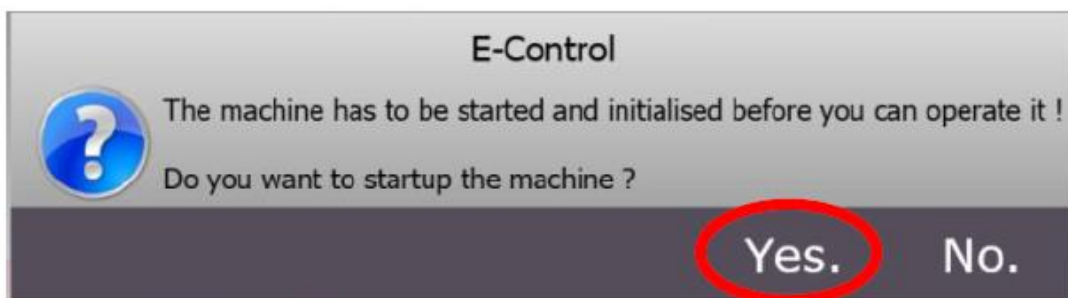 E-Control
The machine has to be started and initialised before you can operate it !
Do you want to startup the machine ?
Yes. No.